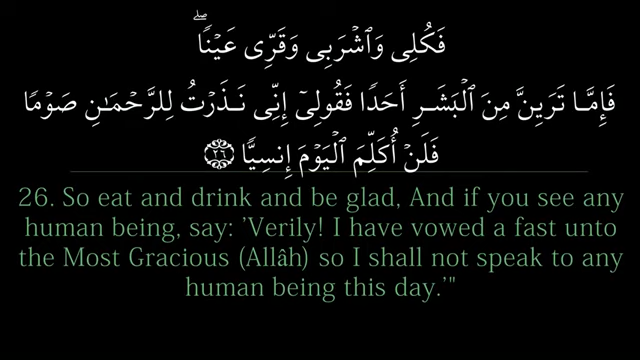 فَكُلِى وَٱشْرَبِى وَقَرِّى عَيْنًا ۖ
فَإِمَّا تَرَيِنَّ مِنَ ٱلْبَشَرِ أَحَدًا فَقُولِىٓ إِنِّى نَذَرْتُ لِلرَّحْمَـٰنِ صَوْمًا
فَلَنْ أُكَلِّمَ ٱلْيَوْمَ إِنسِيًّا ٢٦
26. So eat and drink and be glad, And if you see any
human being, say: 'Verily! I have vowed a fast unto
the Most Gracious (Allâh) so I shall not speak to any
human being this day.'"